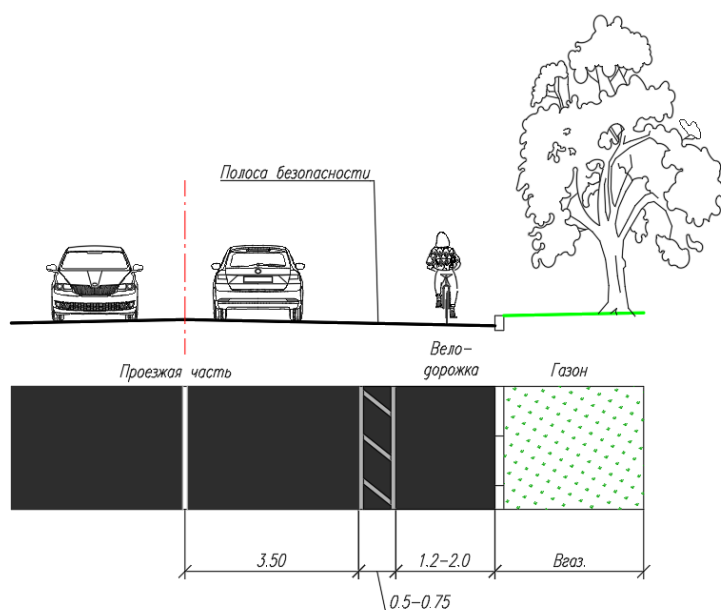 Полоса безопасности
Вело-
дорожка
Проезжая часть
Газон
3.50
1.2-2.0
Вгаз.
0.5-0.75